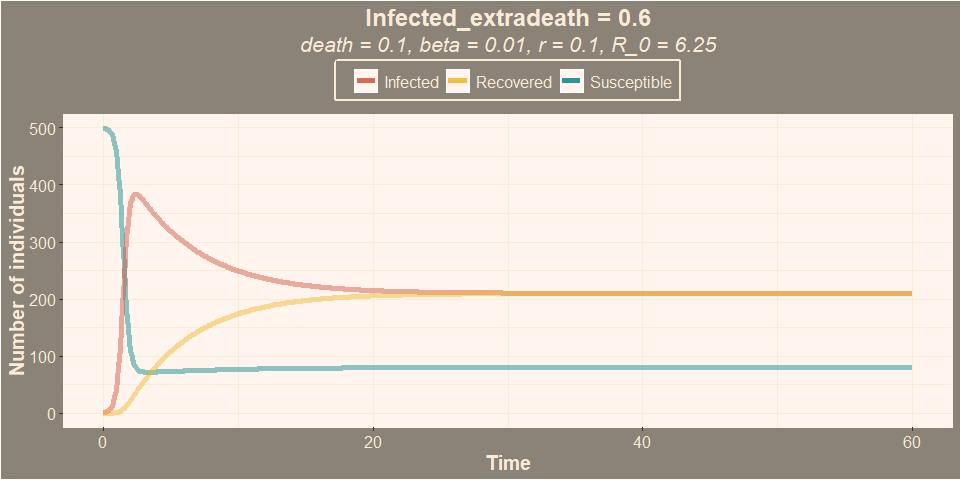 Infected_extradeath = 0.6
death = 0.1, beta = 0.01, r = 0.1, R_0 = 6.25
Infected Recovered Susceptible
Number of individuals
500
400
300
200
100
0
0 20 40 60
Time